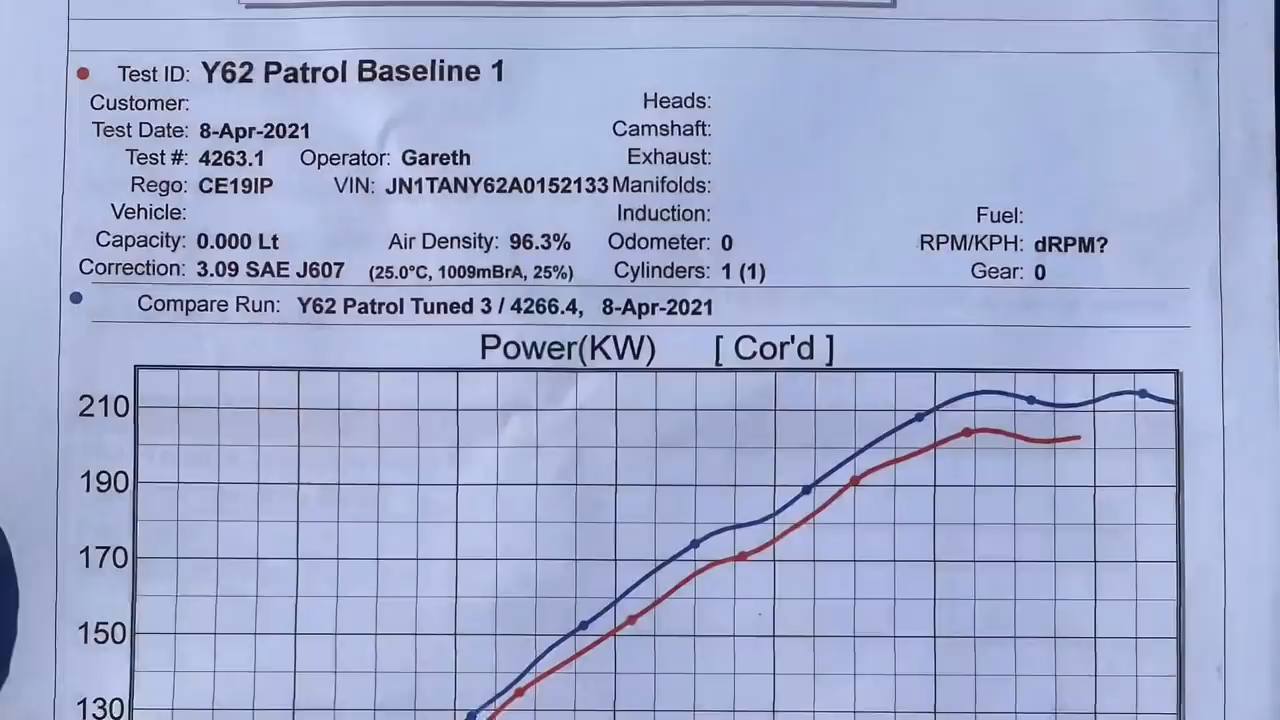 Test ID: Y62 Patrol Baseline 1
Customer: Heads:
Test Date: 8-Apr-2021 Camshaft:
Test #: 4263.1 Operator: Gareth Exhaust:
Rego: CE19IP VIN: JN1TANY62A0152133 Manifolds:
Vehicle: Induction: Fuel:
Capacity: 0.000 Lt Air Density: 96.3% Odometer: 0 RPM/KPH: dRPM?
Correction: 3.09 SAE J607 (25.0°C, 1009mBrA, 25%) Cylinders: 1 (1) Gear: 0
Compare Run: Y62 Patrol Tuned 3 / 4266.4, 8-Apr-2021
Power(KW) [ Cor'd ]
210
190
170
150
130